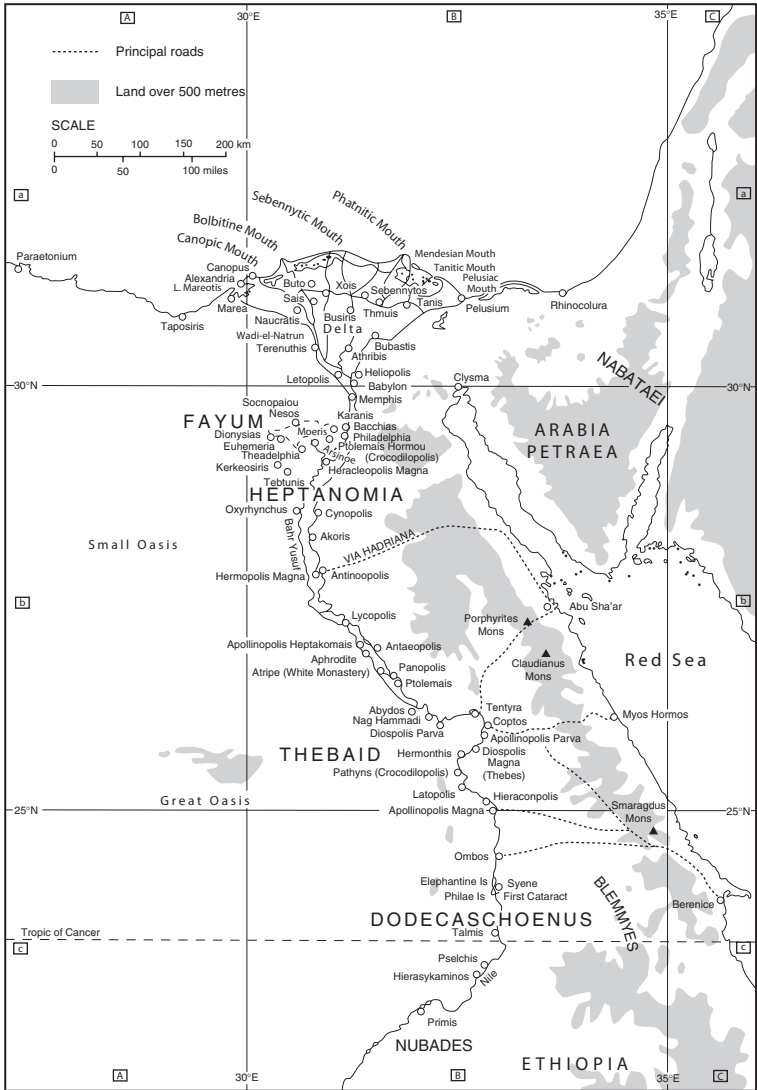 A
30°E
B
35°E
C
Principal roads
Land over 500 metres
SCALE
0 50 100 150 200 km
0 50 100 miles
a
a
Phatnitic Mouth
Sebennytic Mouth
Bolbitine Mouth
Canopic Mouth
Mendesian Mouth
Tanitic Mouth
Pelusiac
Mouth
Paraetonium
Canopus
Alexandria
L. Mareotis
Marea
Taposiris
Buto
Sais
Xois
Sebennytos
Naucratis
Busiris
Thmuis
Tanis
Pelusium
Rhinocolura
Delta
Wadi-el-Natrun
Terenuthis
Bubastis
Athribis
Letopolis
Heliopolis
Babylon
Memphis
Clysma
30°N
30°N
NABATAEI
ARABIA
PETRAEA
Socnopaiou
Nesos
FAYUM
Karanis
Bacchias
Moeris
Philadelphia
Dionysias
Euhemeria
Theadelphia
Arsinoe
Ptolemais Hormou
(Crocodilopolis)
Kerkeosiris
Heracleopolis Magna
Tebtunis
HEPTANOMIA
Oxyrhynchus
Cynopolis
Akoris
Bahr Yusuf
Small Oasis
VIA HADRIANA
Hermopolis Magna
Antinoopolis
b
b
Abu Sha'ar
Lycopolis
Porphyrites
Mons
Claudianus
Mons
Red Sea
Apollinopolis Heptakomais
Antaeopolis
Aphrodite
Atripe (White Monastery)
Panopolis
Ptolemais
Abydos
Nag Hammadi
Diospolis Parva
Tentyra
Coptos
Myos Hormos
Apollinopolis Parva
THEBAID
Hermonthis
Diospolis
Magna
(Thebes)
Pathyns (Crocodilopolis)
Latopolis
Hieraconpolis
Great Oasis
25°N
Apollinopolis Magna
25°N
Smaragdus
Mons
Ombos
Elephantine Is
Syene
Philae Is
First Cataract
BLEMMYES
Berenice
DODECASCHOENUS
Talmis
Tropic of Cancer
c
c
Pselchis
Hierasykaminos
Nile
Primis
NUBADES
ETHIOPIA
A
30°E
B
35°E
C